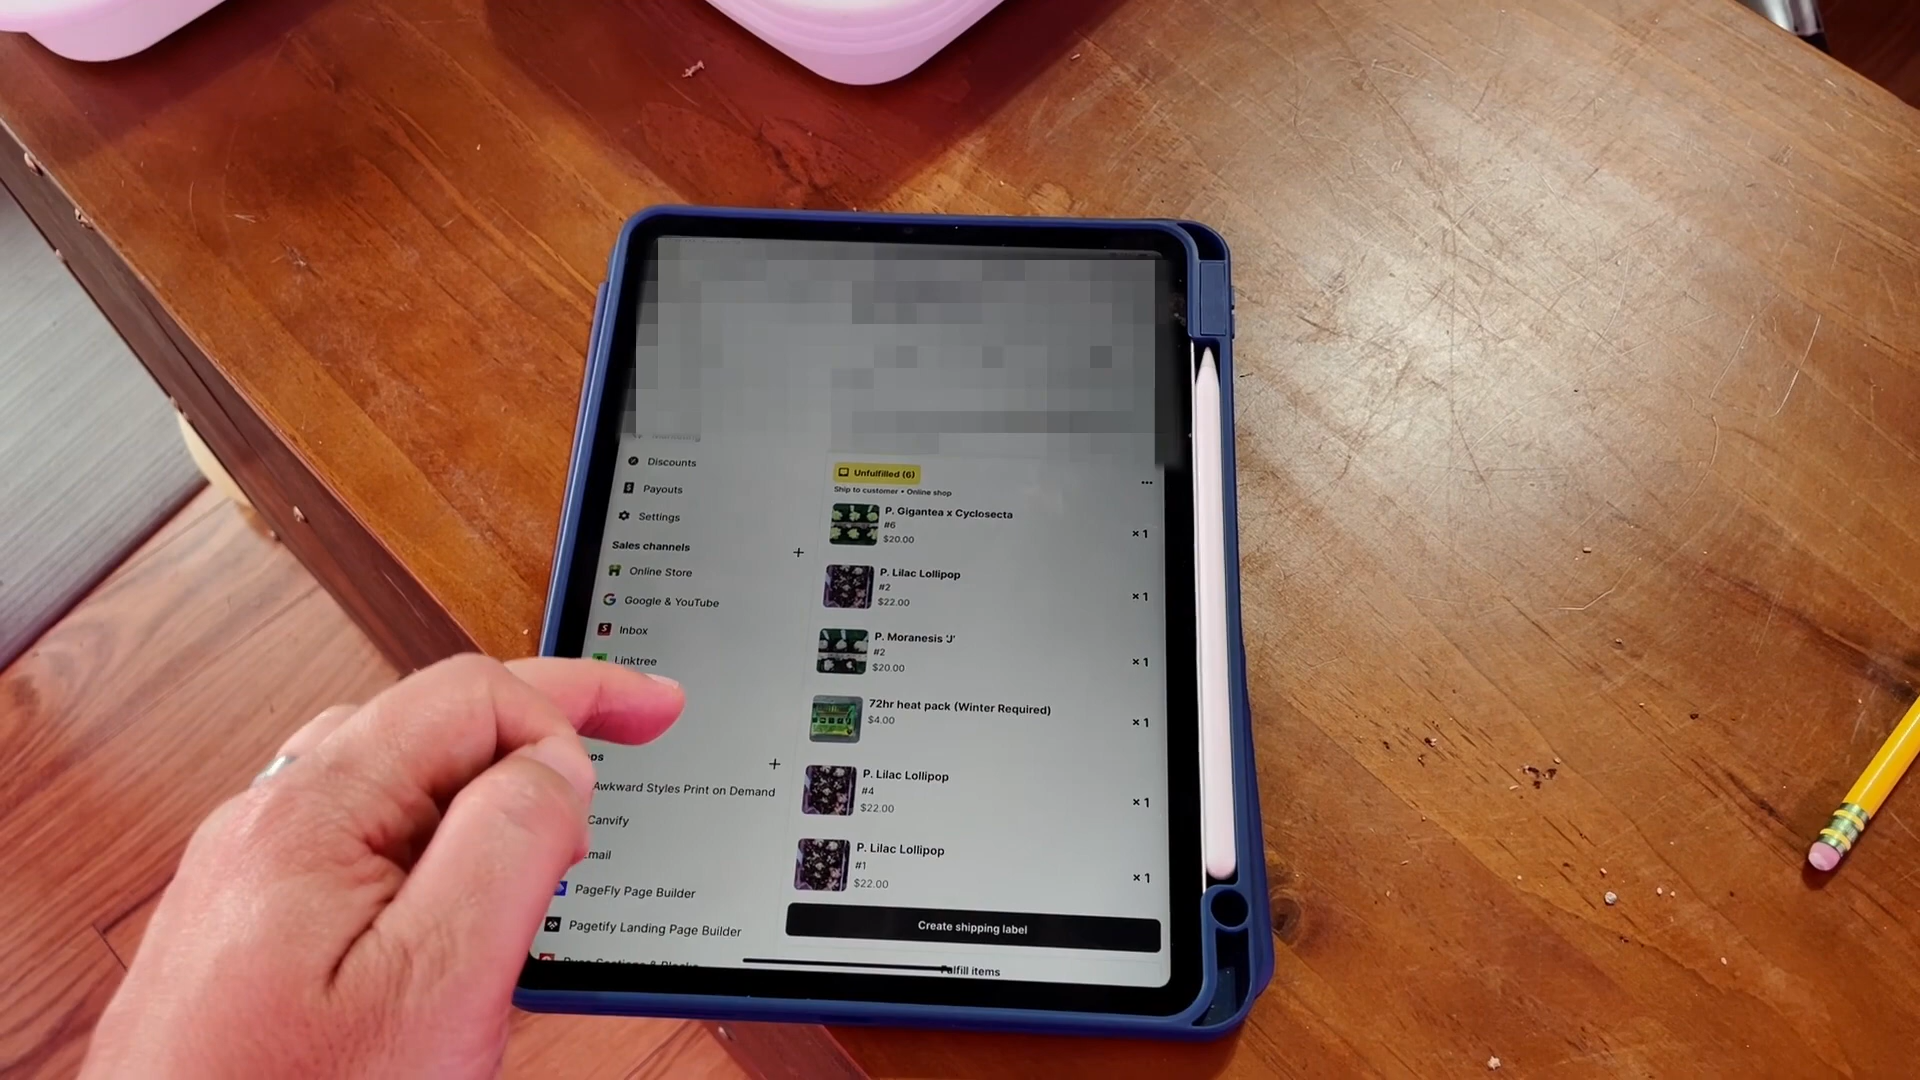 Discounts
Payouts
Settings
Sales channels
Online Store
Google & YouTube
Inbox
Linktree
Awkward Styles Print on Demand
Canvify
PageFly Page Builder
Pagetify Landing Page Builder
Unfulfilled (6)
Ship to customer • Online shop
P. Gigantea x Cyclosecta
#6
$20.00
× 1
P. Lilac Lollipop
#2
$22.00
× 1
P. Moranesis 'J'
#2
$20.00
× 1
72hr heat pack (Winter Required)
$4.00
× 1
P. Lilac Lollipop
#4
$22.00
× 1
P. Lilac Lollipop
#1
$22.00
× 1
Create shipping label
Fulfill items